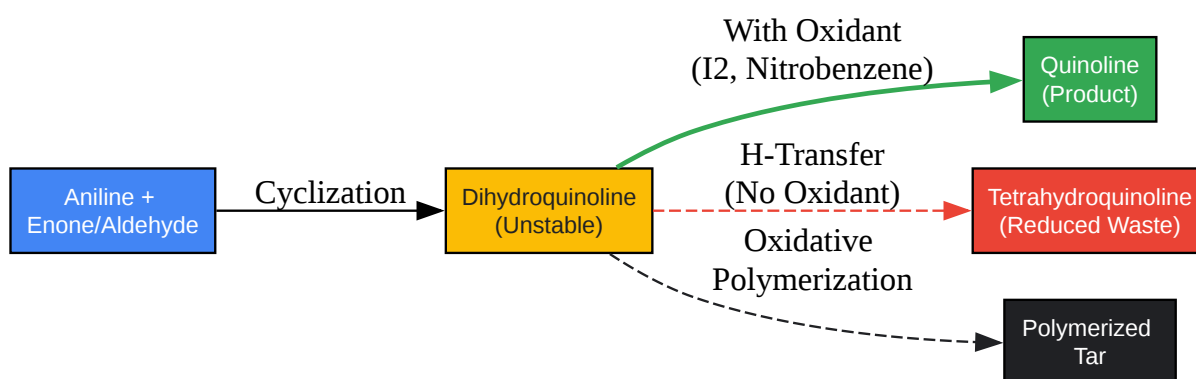 Aniline +
Enone/Aldehyde
Cyclization
Dihydroquinoline
(Unstable)
With Oxidant
(I2, Nitrobenzene)
Quinoline
(Product)
H-Transfer
(No Oxidant)
Tetrahydroquinoline
(Reduced Waste)
Oxidative
Polymerization
Polymerized
Tar